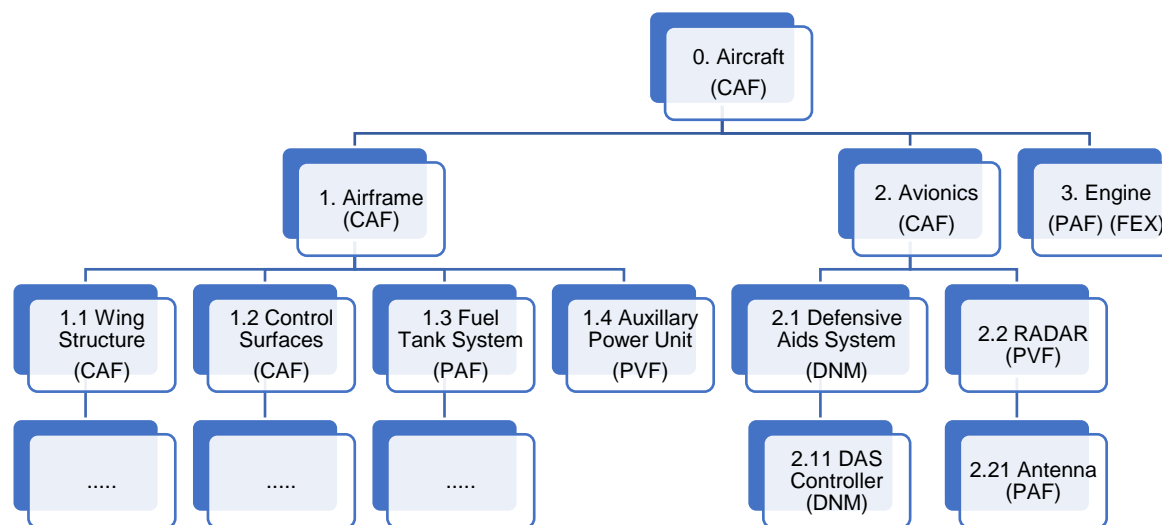 0. Aircraft
(CAF)
1. Airframe
(CAF)
2. Avionics
(CAF)
3. Engine
(PAF) (FEX)
1.1 Wing
Structure
(CAF)
1.2 Control
Surfaces
(CAF)
1.3 Fuel
Tank System
(PAF)
1.4 Auxillary
Power Unit
(PVF)
2.1 Defensive
Aids System
(DNM)
2.2 RADAR
(PVF)
.....
.....
.....
2.11 DAS
Controller
(DNM)
2.21 Antenna
(PAF)